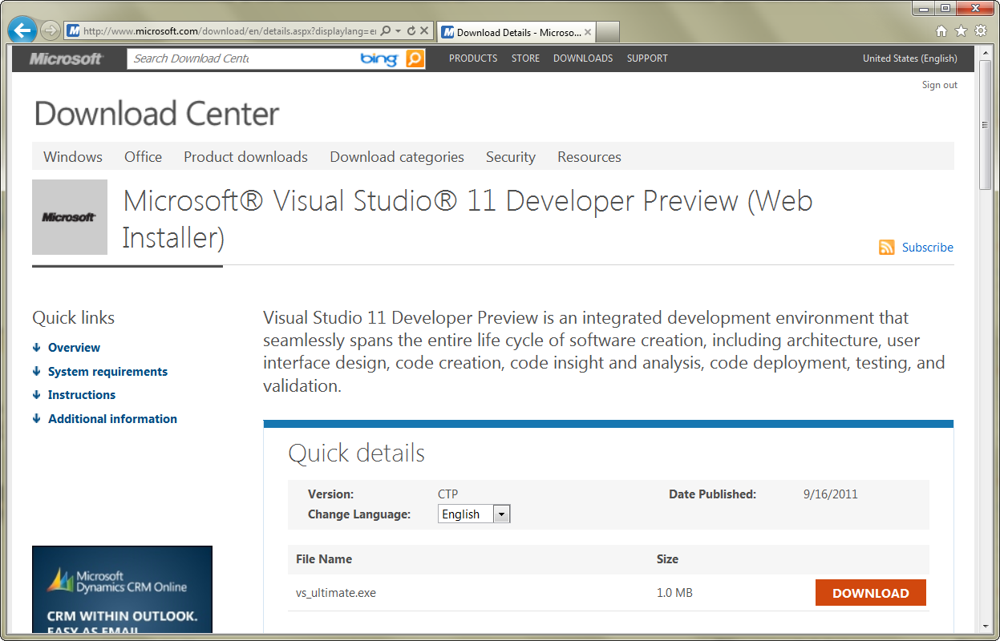 http://www.microsoft.com/download/en/details.aspx?displaylang=en
Download Details - Microso...
Microsoft
Search Download Cent
bing
PRODUCTS STORE DOWNLOADS SUPPORT
United States (English)
Sign out
Download Center
Windows Office Product downloads Download categories Security Resources
Microsoft
Microsoft® Visual Studio® 11 Developer Preview (Web
Installer)
Subscribe
Quick links
Overview
System requirements
Instructions
Additional information
Visual Studio 11 Developer Preview is an integrated development environment that
seamlessly spans the entire life cycle of software creation, including architecture, user
interface design, code creation, code insight and analysis, code deployment, testing, and
validation.
Quick details
Version: CTP Date Published: 9/16/2011
Change Language: English
File Name Size
vs_ultimate.exe 1.0 MB DOWNLOAD
Microsoft
Dynamics CRM Online
CRM WITHIN OUTLOOK.
EASY AS EMAIL